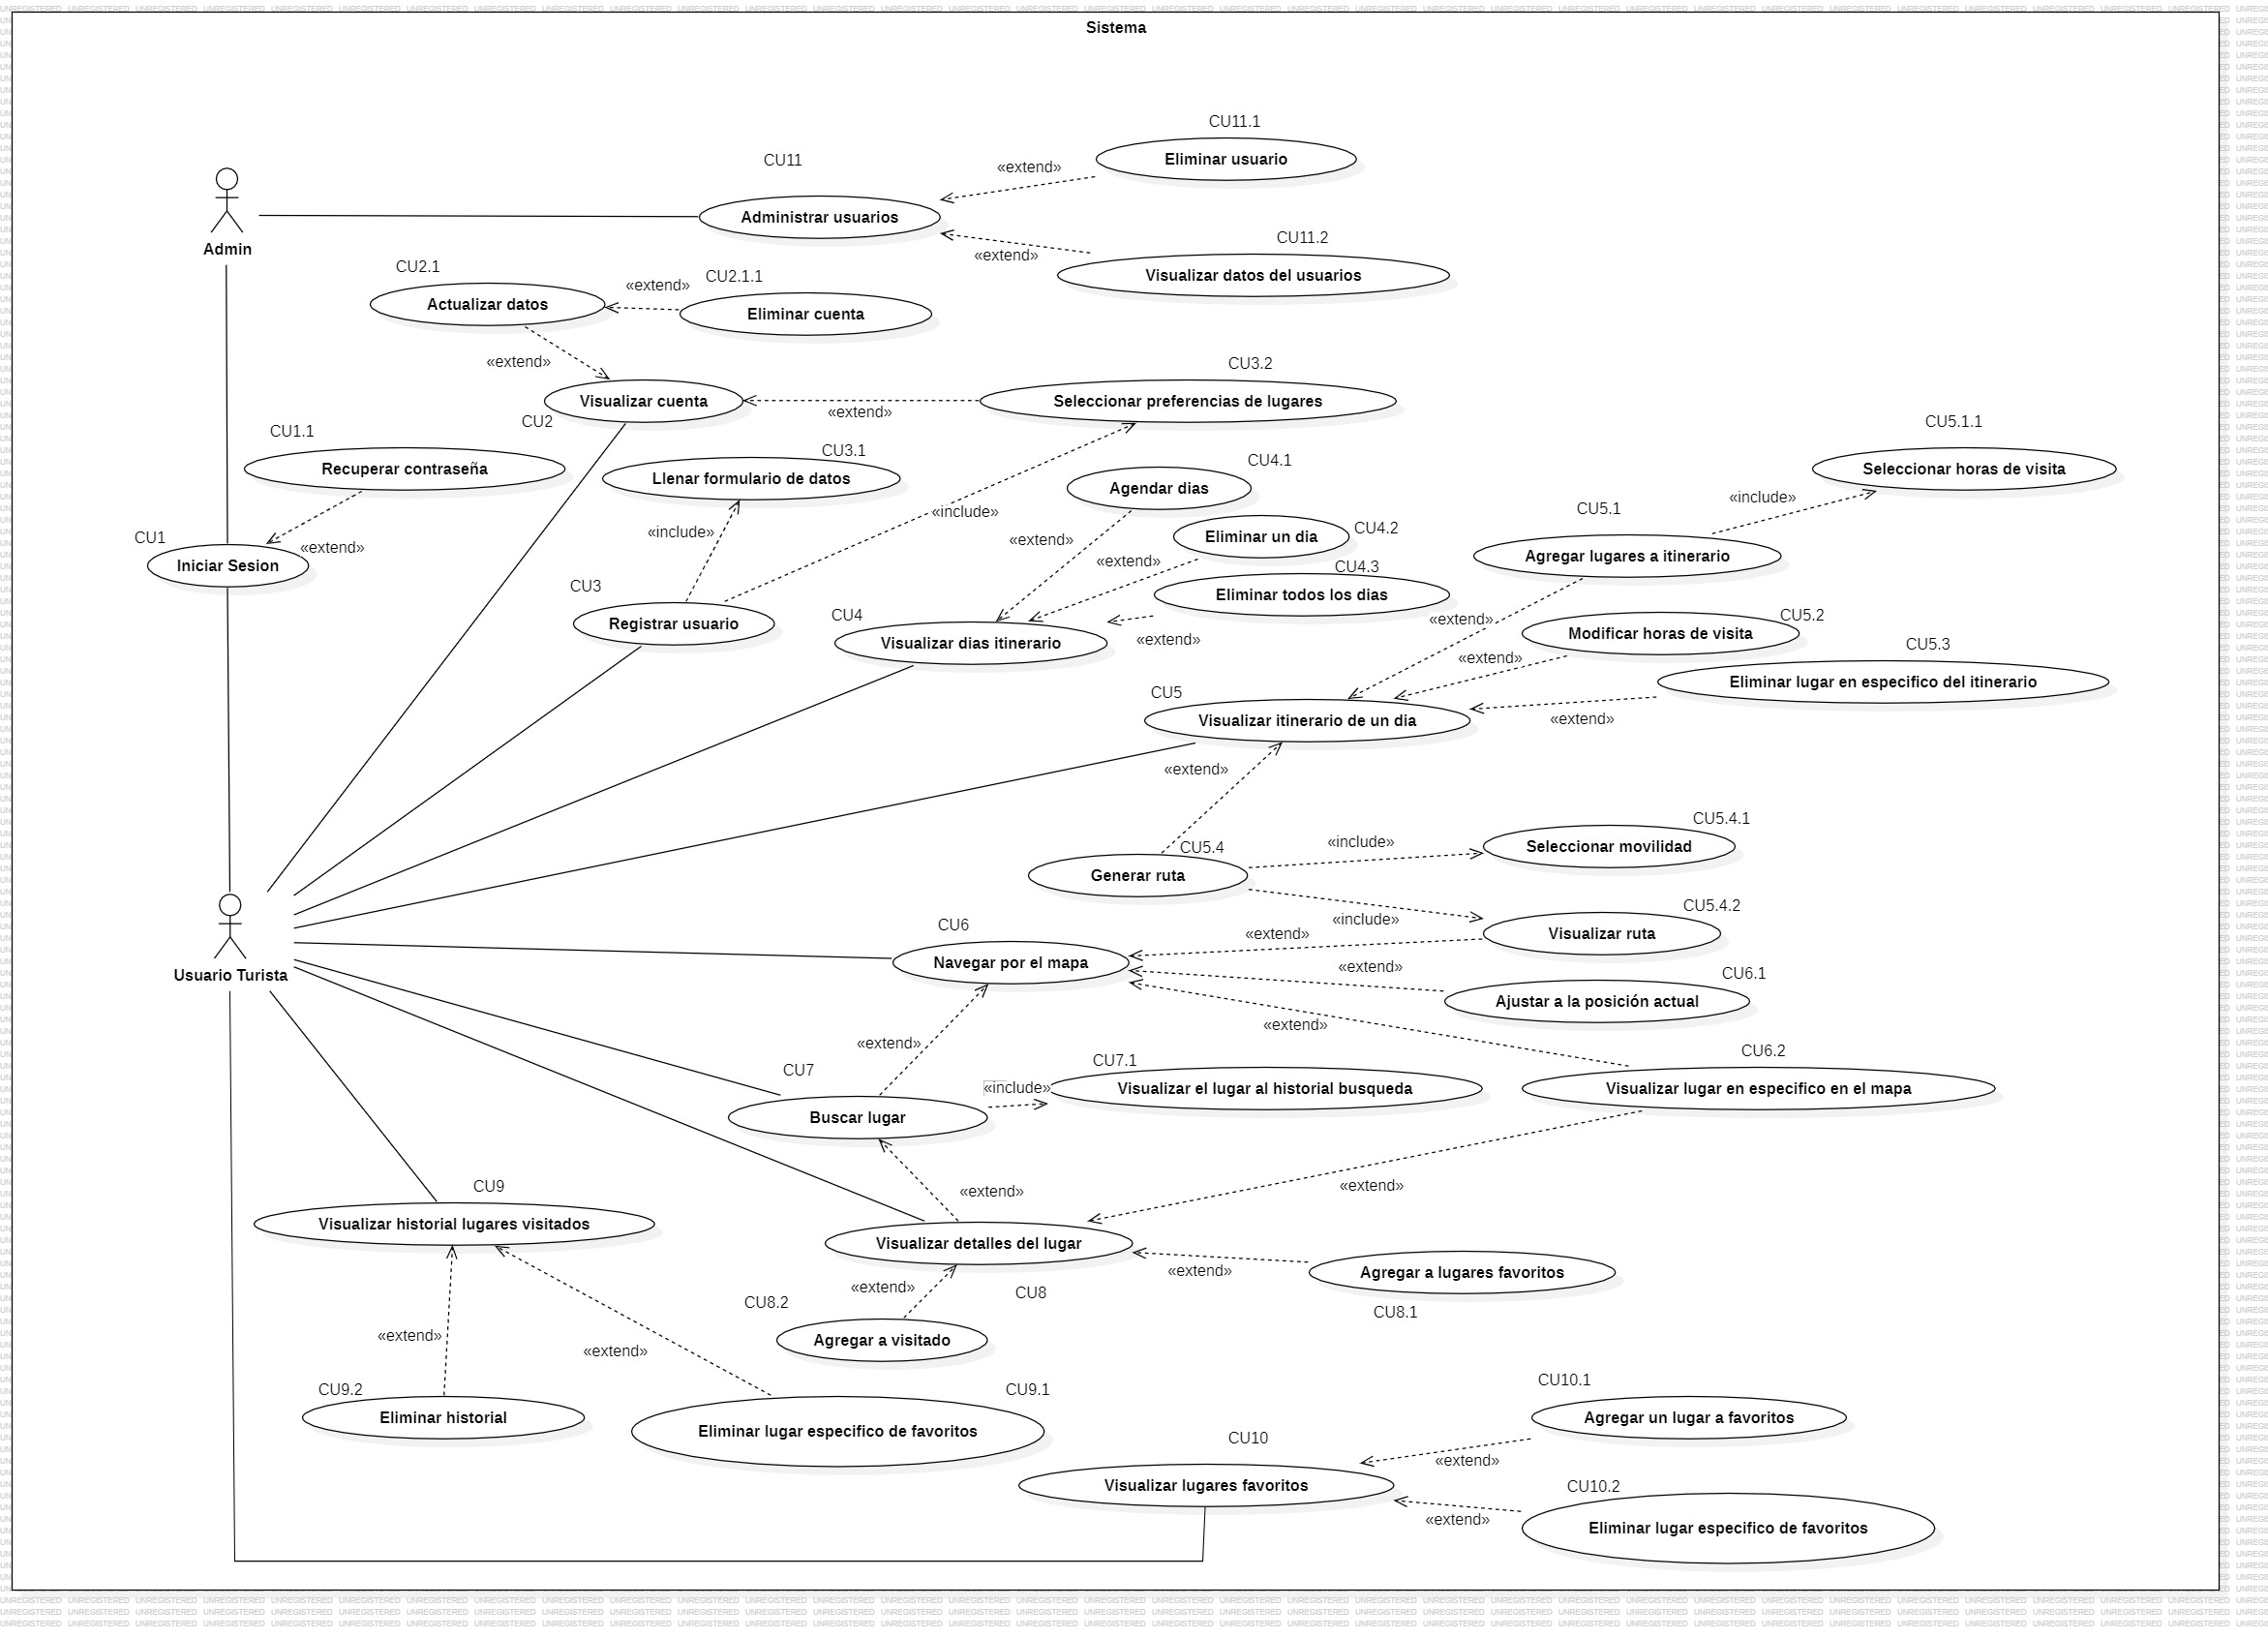 Sistema
CU11.1
Eliminar usuario
«extend»
CU11
Administrar usuarios
Admin
CU11.2
«extend»
Visualizar datos del usuarios
CU2.1
Actualizar datos
«extend»
CU2.1.1
Eliminar cuenta
«extend»
CU3.2
Visualizar cuenta
CU2
«extend»
Seleccionar preferencias de lugares
CU1.1
Recuperar contraseña
CU3.1
Llenar formulario de datos
CU4.1
Agendar dias
CU5.1.1
Seleccionar horas de visita
«include»
«include»
«include»
CU5.1
Agregar lugares a itinerario
CU1
«extend»
Iniciar Sesion
«extend»
Eliminar un dia
CU4.2
«extend»
CU4.3
Eliminar todos los dias
CU3
Registrar usuario
CU4
Visualizar dias itinerario
«extend»
«extend»
Modificar horas de visita
CU5.2
«extend»
CU5.3
Eliminar lugar en especifico del itinerario
CU5
Visualizar itinerario de un dia
«extend»
«extend»
CU5.4
Generar ruta
«include»
CU5.4.1
Seleccionar movilidad
CU5.4.2
«include»
Visualizar ruta
CU6
«extend»
Navegar por el mapa
«extend»
Usuario Turista
CU6.1
Ajustar a la posición actual
«extend»
«extend»
CU7
CU7.1
CU6.2
«include»
Visualizar el lugar al historial busqueda
Visualizar lugar en especifico en el mapa
Buscar lugar
CU9
«extend»
«extend»
Visualizar historial lugares visitados
Visualizar detalles del lugar
«extend»
Agregar a lugares favoritos
«extend»
CU8
CU8.1
CU8.2
Agregar a visitado
«extend»
«extend»
CU9.2
Eliminar historial
CU9.1
Eliminar lugar especifico de favoritos
CU10.1
Agregar un lugar a favoritos
CU10
«extend»
Visualizar lugares favoritos
CU10.2
«extend»
Eliminar lugar especifico de favoritos
UNREGISTERED